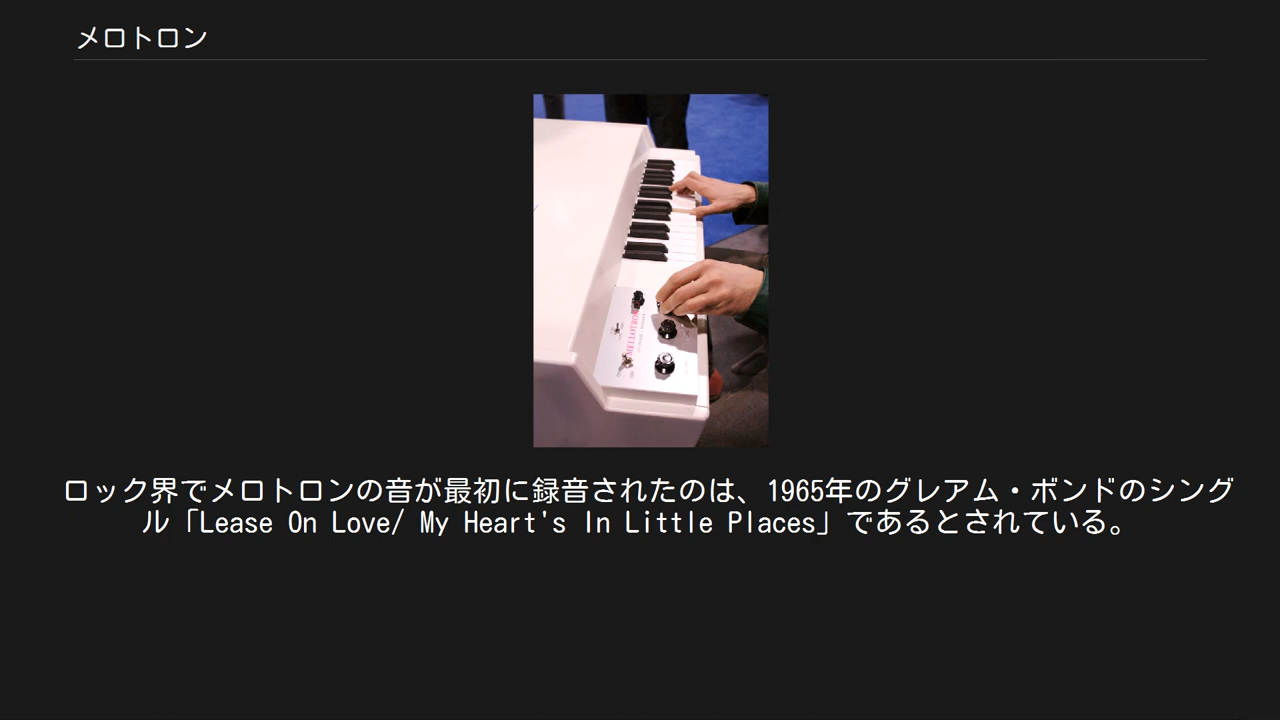 メロトロン
MELLOTRON
ロック界でメロトロンの音が最初に録音されたのは、1965年のグレアム・ボンドのシング
ル「Lease On Love/ My Heart's In Little Places」であるとされている。